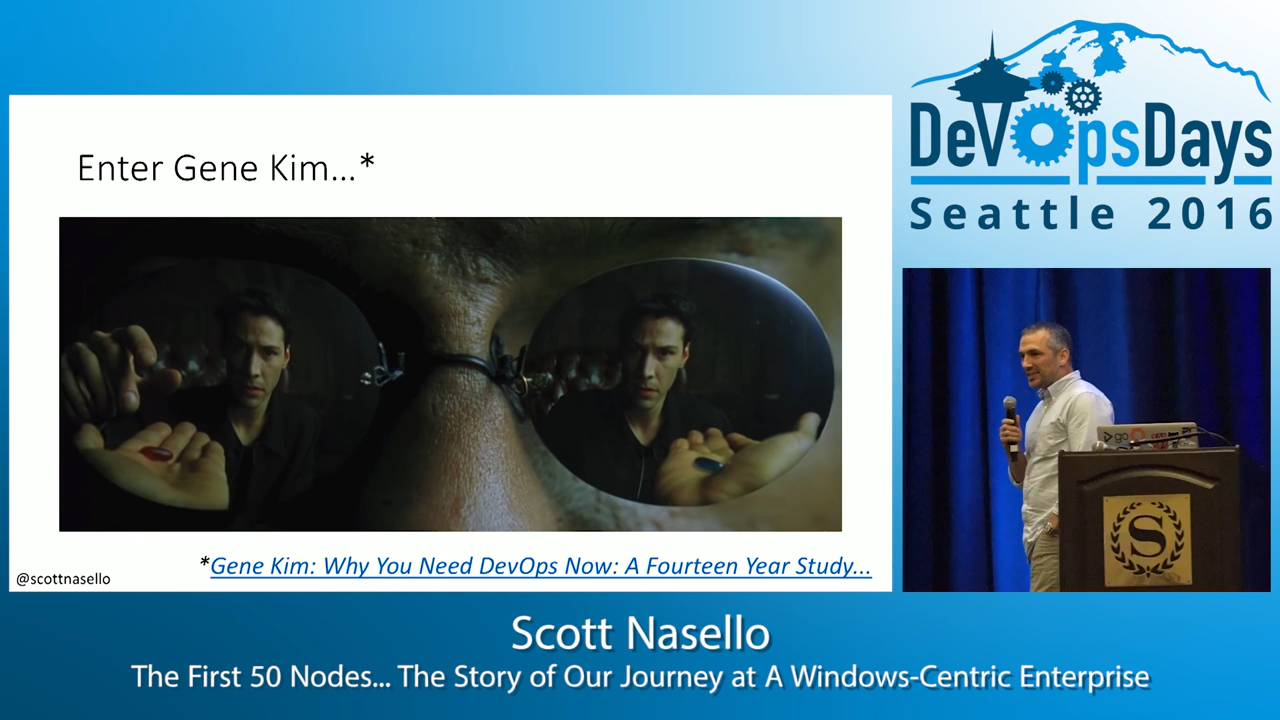 DevOpsDays
Seattle 2016
Enter Gene Kim...*
*Gene Kim: Why You Need DevOps Now: A Fourteen Year Study...
@scottnasello
go
S
Scott Nasello
The First 50 Nodes... The Story of Our Journey at A Windows-Centric Enterprise